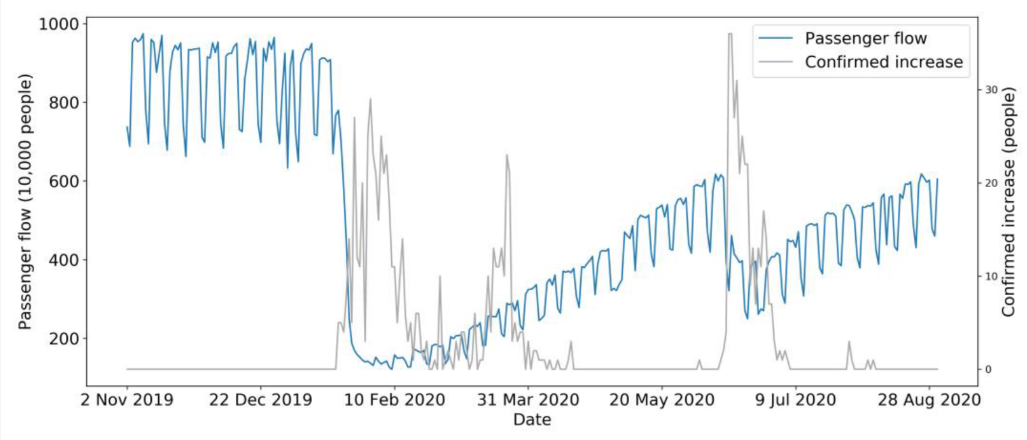 1000
800
600
400
200
Passenger flow (10,000 people)
Passenger flow
Confirmed increase
30
20
10
0
Confirmed increase (people)
2 Nov 2019 22 Dec 2019 10 Feb 2020 31 Mar 2020 20 May 2020 9 Jul 2020 28 Aug 2020
Date